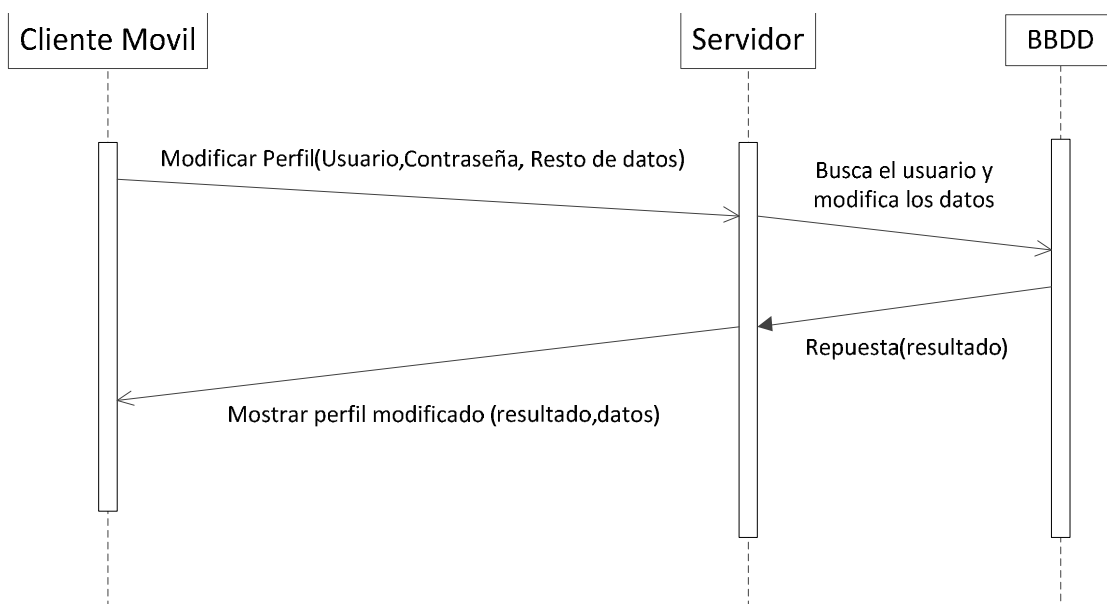 Cliente Movil
Servidor
BBDD
Modificar Perfil(Usuario,Contraseña, Resto de datos)
Busca el usuario y
modifica los datos
Repuesta(resultado)
Mostrar perfil modificado (resultado,datos)